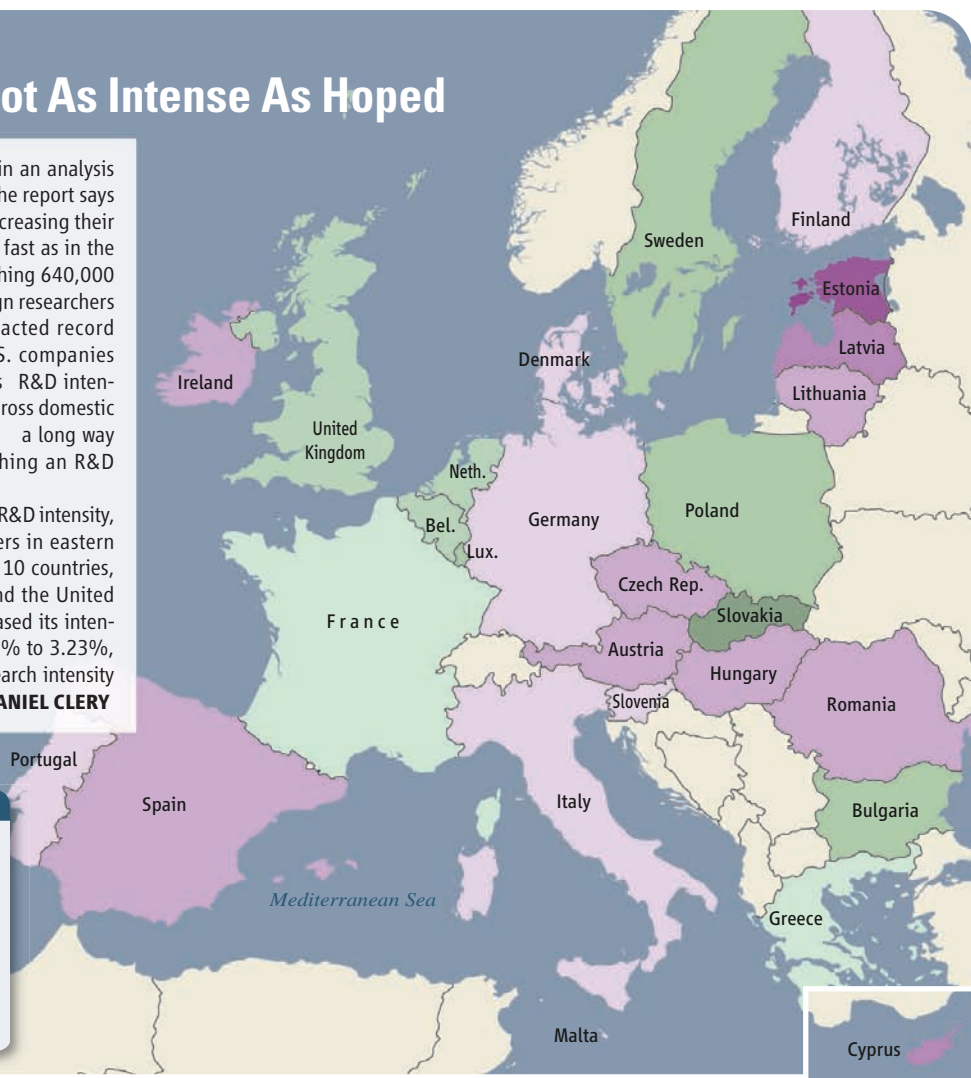 ot As Intense As Hoped
in an analysis
he report says
creasing their
fast as in the
hing 640,000
gn researchers
acted record
S. companies
s R&D inten-
ross domestic
a long way
hing an R&D
R&D intensity,
ers in eastern
10 countries,
nd the United
ased its inten-
% to 3.23%,
earch intensity
ANIEL CLERY
Finland
Sweden
Estonia
Latvia
Lithuania
Denmark
Ireland
United
Kingdom
Neth.
Bel.
Lux.
Germany
Poland
Czech Rep.
Slovakia
France
Austria
Hungary
Slovenia
Romania
Portugal
Spain
Italy
Bulgaria
Mediterranean Sea
Greece
Malta
Cyprus